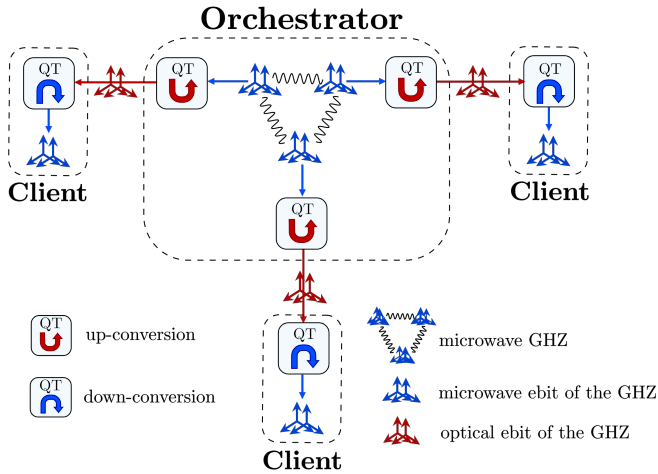 Orchestrator
QT
QT
QT
QT
Client
Client
QT
QT
Client
QT
up-conversion
QT
down-conversion
microwave GHZ
microwave ebit of the GHZ
optical ebit of the GHZ